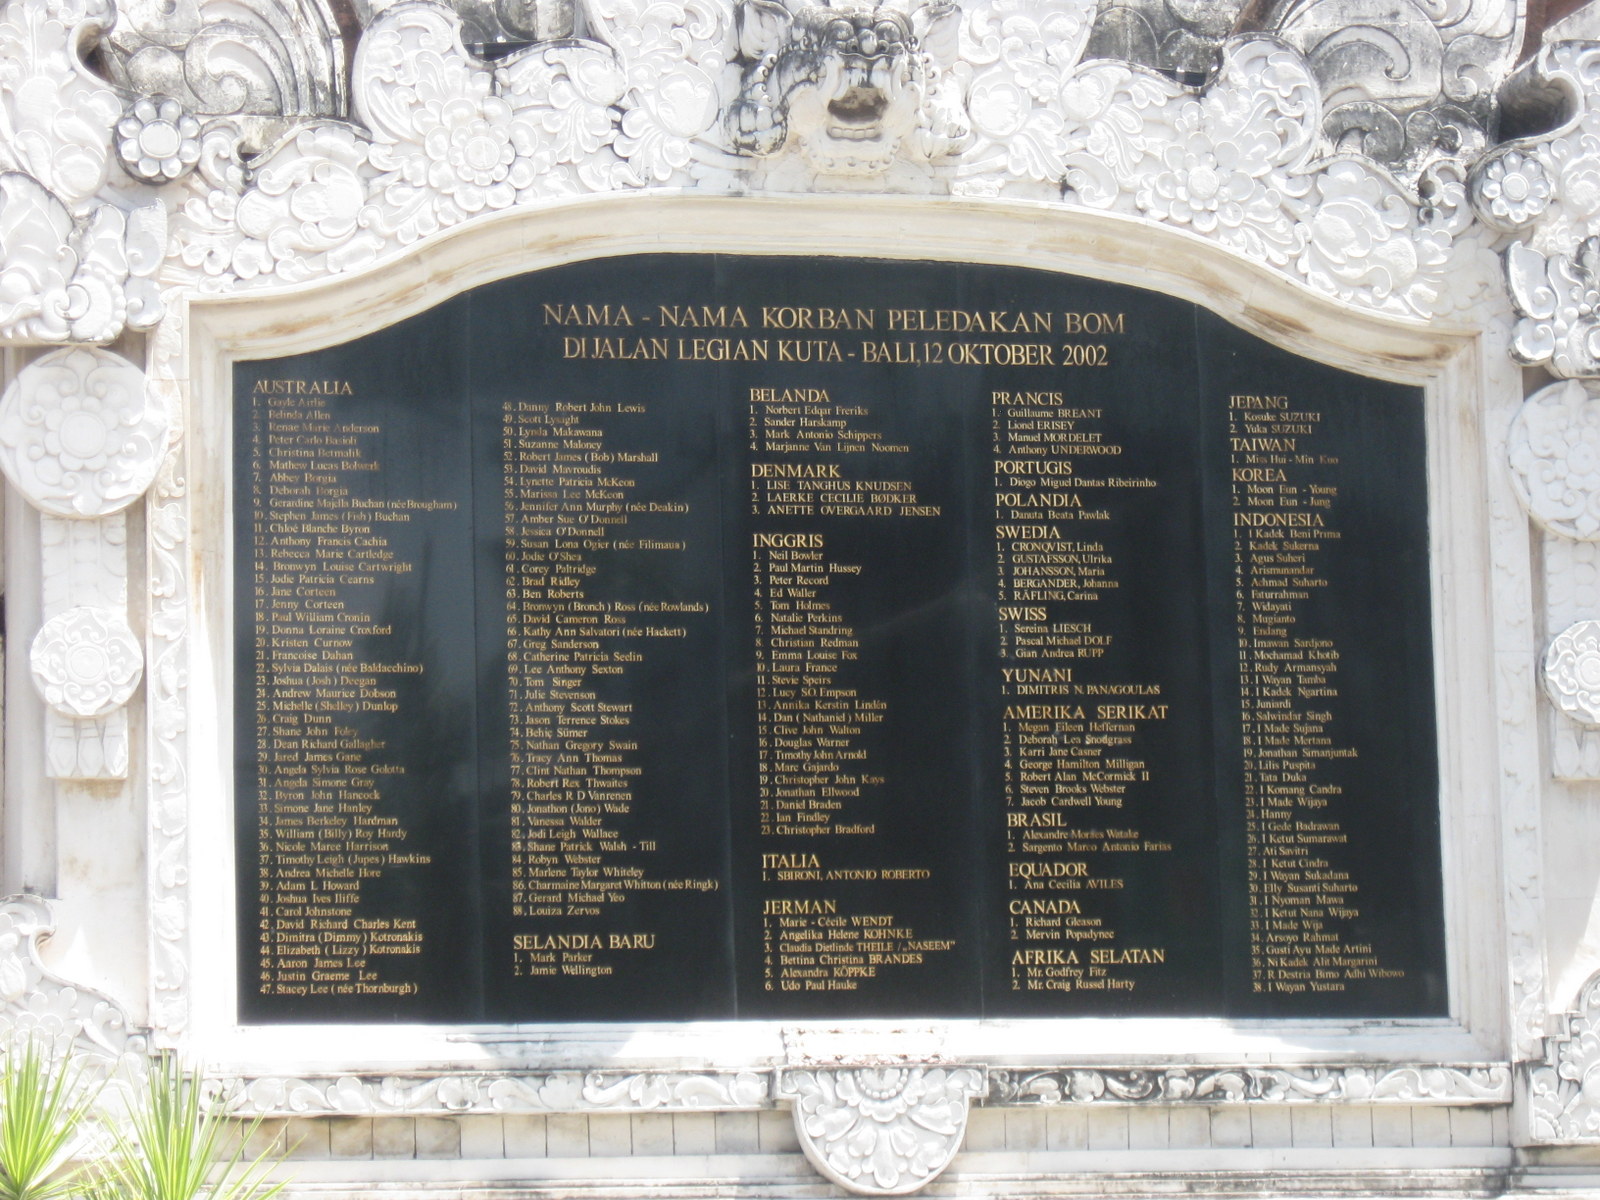 NAMA - NAMA KORBAN PELEDAKAN BOM
DI JALAN LEGIAN KUTA - BALI, 12 OKTOBER 2002
AUSTRALIA
1. Gayle Airlie
2. Belinda Allen
3. Renae Marie Anderson
4. Peter Carlo Basioli
5. Christina Betmalik
6. Mathew Lucas Bolwerk
7. Abbey Borgia
8. Deborah Borgia
9. Gerardine Majella Buchan (née Brougham)
10. Stephen James (Fish) Buchan
11. Chloé Blanche Byron
12. Anthony Francis Cachia
13. Rebecca Marie Cartledge
14. Bronwyn Louise Cartwright
15. Jodie Patricia Cearns
16. Jane Corteen
17. Jenny Corteen
18. Paul William Cronin
19. Donna Loraine Croxford
20. Kristen Curnow
21. Francoise Dahan
22. Sylvia Dalais (née Baldacchino)
23. Joshua (Josh) Deegan
24. Andrew Maurice Dobson
25. Michelle (Shelley) Dunlop
26. Craig Dunn
27. Shane John Foley
28. Dean Richard Gallagher
29. Jared James Gane
30. Angela Sylvia Rose Golotta
31. Angela Simone Gray
32. Byron John Hancock
33. Simone Jane Hanley
34. James Berkeley Hardman
35. William (Billy) Roy Hardy
36. Nicole Maree Harrison
37. Timothy Leigh (Jupes) Hawkins
38. Andrea Michelle Hore
39. Adam L Howard
40. Joshua Ives Iliffe
41. Carol Johnstone
42. David Richard Charles Kent
43. Dimitra (Dimmy) Kotronakis
44. Elizabeth (Lizzy) Kotronakis
45. Aaron James Lee
46. Justin Graeme Lee
47. Stacey Lee (née Thornburgh)
48. Danny Robert John Lewis
49. Scott Lysaght
50. Lynda Makawana
51. Suzanne Maloney
52. Robert James (Bob) Marshall
53. David Mavroudis
54. Lynette Patricia McKeon
55. Marissa Lee McKeon
56. Jennifer Ann Murphy (née Deakin)
57. Amber Sue O'Donnell
58. Jessica O'Donnell
59. Susan Lona Ogier (née Filimaua)
60. Jodie O'Shea
61. Corey Paltridge
62. Brad Ridley
63. Ben Roberts
64. Bronwyn (Bronch) Ross (née Rowlands)
65. David Cameron Ross
66. Kathy Ann Salvatori (née Hackett)
67. Greg Sanderson
68. Catherine Patricia Seelin
69. Lee Anthony Sexton
70. Tom Singer
71. Julie Stevenson
72. Anthony Scott Stewart
73. Jason Terrence Stokes
74. Behiç Sümer
75. Nathan Gregory Swain
76. Tracy Ann Thomas
77. Clint Nathan Thompson
78. Robert Rex Thwaites
79. Charles R D Vanrenen
80. Jonathon (Jono) Wade
81. Vanessa Walder
82. Jodi Leigh Wallace
83. Shane Patrick Walsh - Till
84. Robyn Webster
85. Marlene Taylor Whiteley
86. Charmaine Margaret Whitton (née Ringk)
87. Gerard Michael Yeo
88. Louiza Zervos
SELANDIA BARU
1. Mark Parker
2. Jamie Wellington
BELANDA
1. Norbert Edgar Freriks
2. Sander Harskamp
3. Mark Antonio Schippers
4. Marjanne Van Lijnen Noomen
DENMARK
1. LISE TANGHUS KNUDSEN
2. LAERKE CECILIE BØDKER
3. ANETTE OVERGAARD JENSEN
INGGRIS
1. Neil Bowler
2. Paul Martin Hussey
3. Peter Record
4. Ed Waller
5. Tom Holmes
6. Natalie Perkins
7. Michael Standring
8. Christian Redman
9. Emma Louise Fox
10. Laura France
11. Stevie Speirs
12. Lucy S.O. Empson
13. Annika Kerstin Lindén
14. Dan (Nathaniel) Miller
15. Clive John Walton
16. Douglas Warner
17. Timothy John Arnold
18. Marc Gajardo
19. Christopher John Kays
20. Jonathan Ellwood
21. Daniel Braden
22. Ian Findley
23. Christopher Bradford
ITALIA
1. SBIRONI, ANTONIO ROBERTO
JERMAN
1. Marie - Cécile WENDT
2. Angelika Helene KOHNKE
3. Claudia Dietlinde THEILE /„NASEEM"
4. Bettina Christina BRANDES
5. Alexandra KÖPPKE
6. Udo Paul Hauke
PRANCIS
1. Guillaume BREANT
2. Lionel ERISEY
3. Manuel MORDELET
4. Anthony UNDERWOOD
PORTUGIS
1. Diogo Miguel Dantas Ribeirinho
POLANDIA
1. Danuta Beata Pawlak
SWEDIA
1. CRONQVIST, Linda
2. GUSTAFSSON, Ulrika
3. JOHANSSON, Maria
4. BERGANDER, Johanna
5. RÄFLING, Carina
SWISS
1. Sereina LIESCH
2. Pascal Michael DOLF
3. Gian Andrea RUPP
YUNANI
1. DIMITRIS N. PANAGOULAS
AMERIKA SERIKAT
1. Megan Eileen Heffernan
2. Deborah Lea Snodgrass
3. Karri Jane Casner
4. George Hamilton Milligan
5. Robert Alan McCormick II
6. Steven Brooks Webster
7. Jacob Cardwell Young
BRASIL
1. Alexandre Watake
2. Sargento Marco Antonio Farias
EQUADOR
1. Ana Cecilia AVILES
CANADA
1. Richard Gleason
2. Mervin Popadynec
AFRIKA SELATAN
1. Mr. Godfrey Fitz
2. Mr. Craig Russel Harty
JEPANG
1. Kosuke SUZUKI
2. Yuka SUZUKI
TAIWAN
1. Miss Hui - Min Kuo
KOREA
1. Moon Eun - Young
2. Moon Eun - Jung
INDONESIA
1. I Kadek Beni Prima
2. Kadek Sukerna
3. Agus Suheri
4. Arismunandar
5. Achmad Suharto
6. Faturrahman
7. Widayati
8. Mugianto
9. Endang
10. Imawan Sardjono
11. Mochamad Khotib
12. Rudy Armansyah
13. I Wayan Tamba
14. I Kadek Ngartina
15. Juniardi
16. Salwindar Singh
17. I Made Sujana
18. I Made Mertana
19. Jonathan Simanjuntak
20. Lilis Puspita
21. Tata Duka
22. I Komang Candra
23. I Made Wijaya
24. Hanny
25. I Gede Badrawan
26. I Ketut Sumarawat
27. Ati Savitri
28. I Ketut Cindra
29. I Wayan Sukadana
30. Elly Susanti Suharto
31. I Nyoman Mawa
32. I Ketut Nana Wijaya
33. I Made Wija
34. Arsoyo Rahmat
35. Gusti Ayu Made Artini
36. Ni Kadek Alit Margarini
37. R Destria Bimo Adhi Wibowo
38. I Wayan Yustara